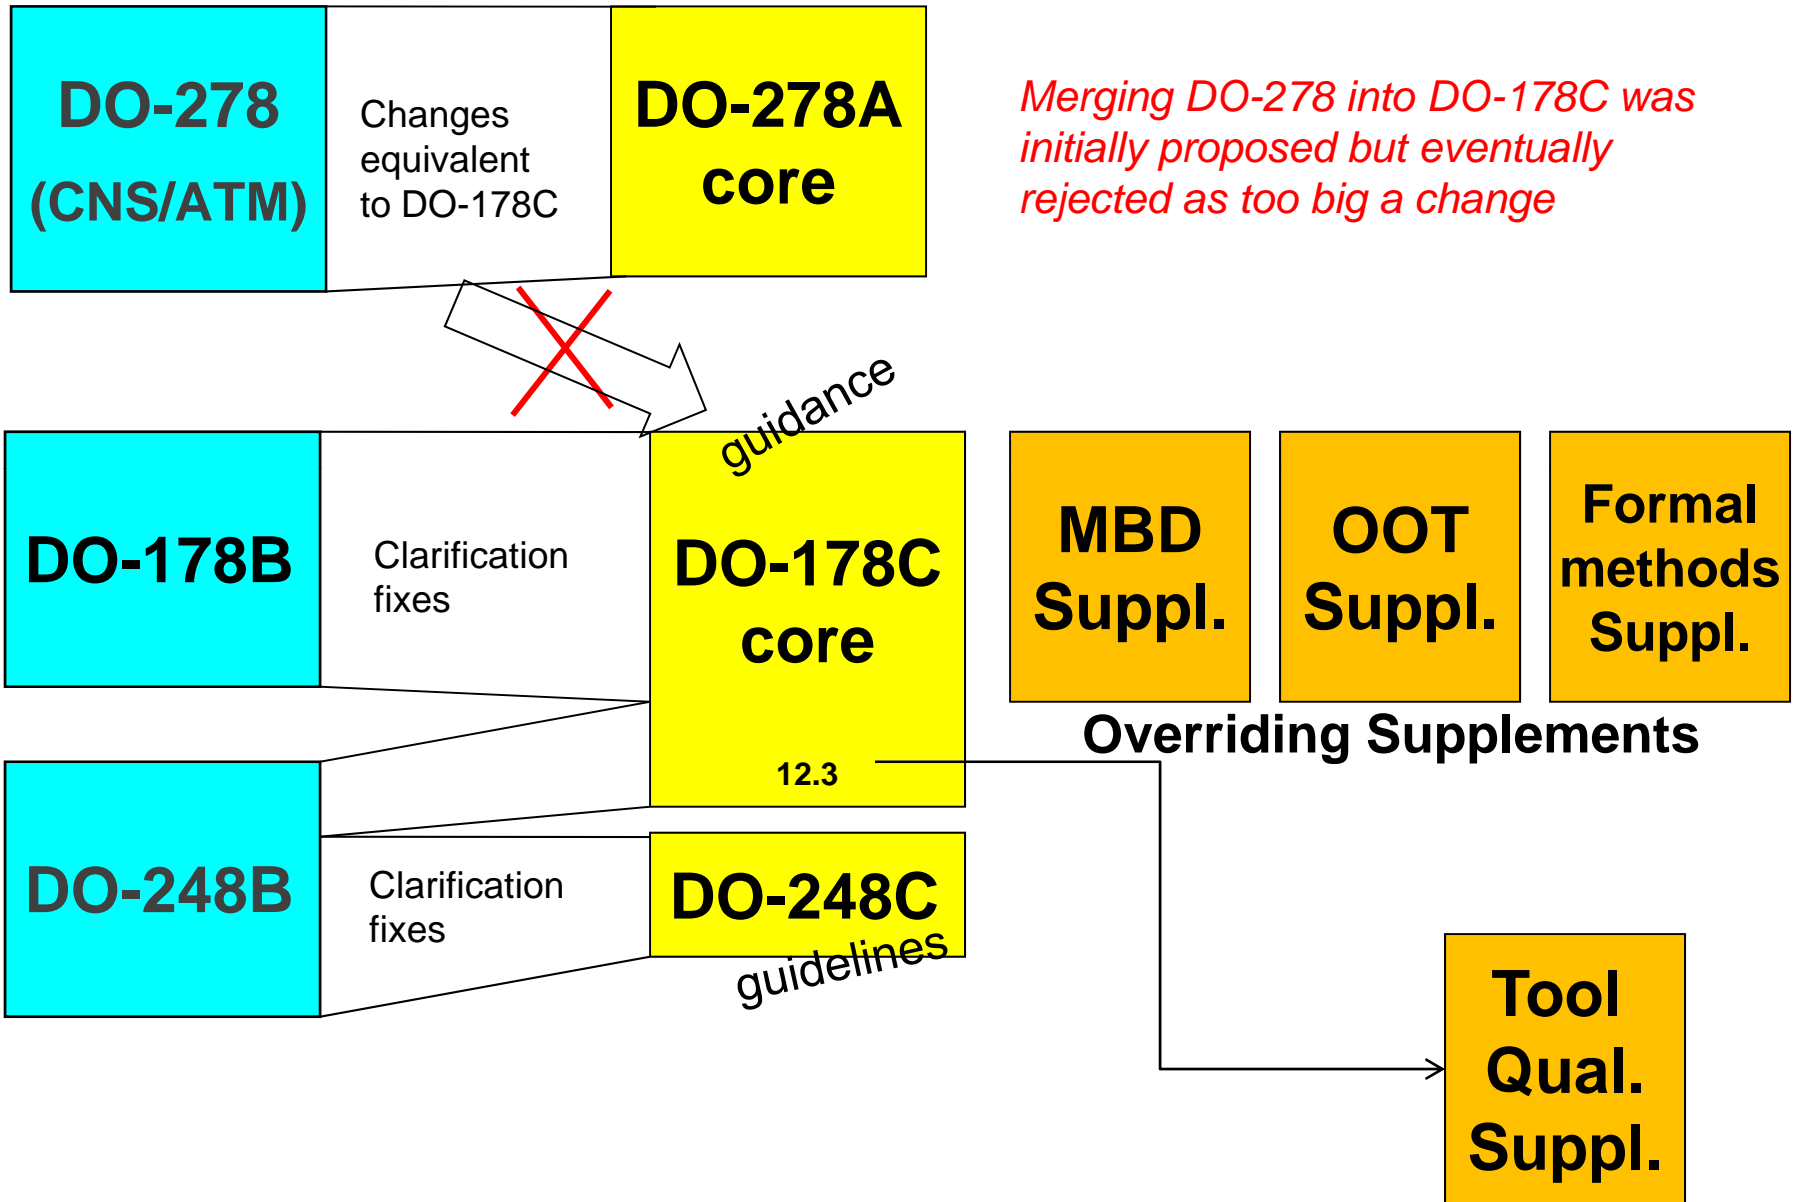 DO-278
(CNS/ATM)
Changes
equivalent
to DO-178C
DO-278A
core
Merging DO-278 into DO-178C was
initially proposed but eventually
rejected as too big a change
guidance
DO-178B
Clarification
fixes
DO-178C
core
12.3
MBD
Suppl.
OOT
Suppl.
Formal
methods
Suppl.
Overriding Supplements
DO-248B
Clarification
fixes
DO-248C
guidelines
Tool
Qual.
Suppl.